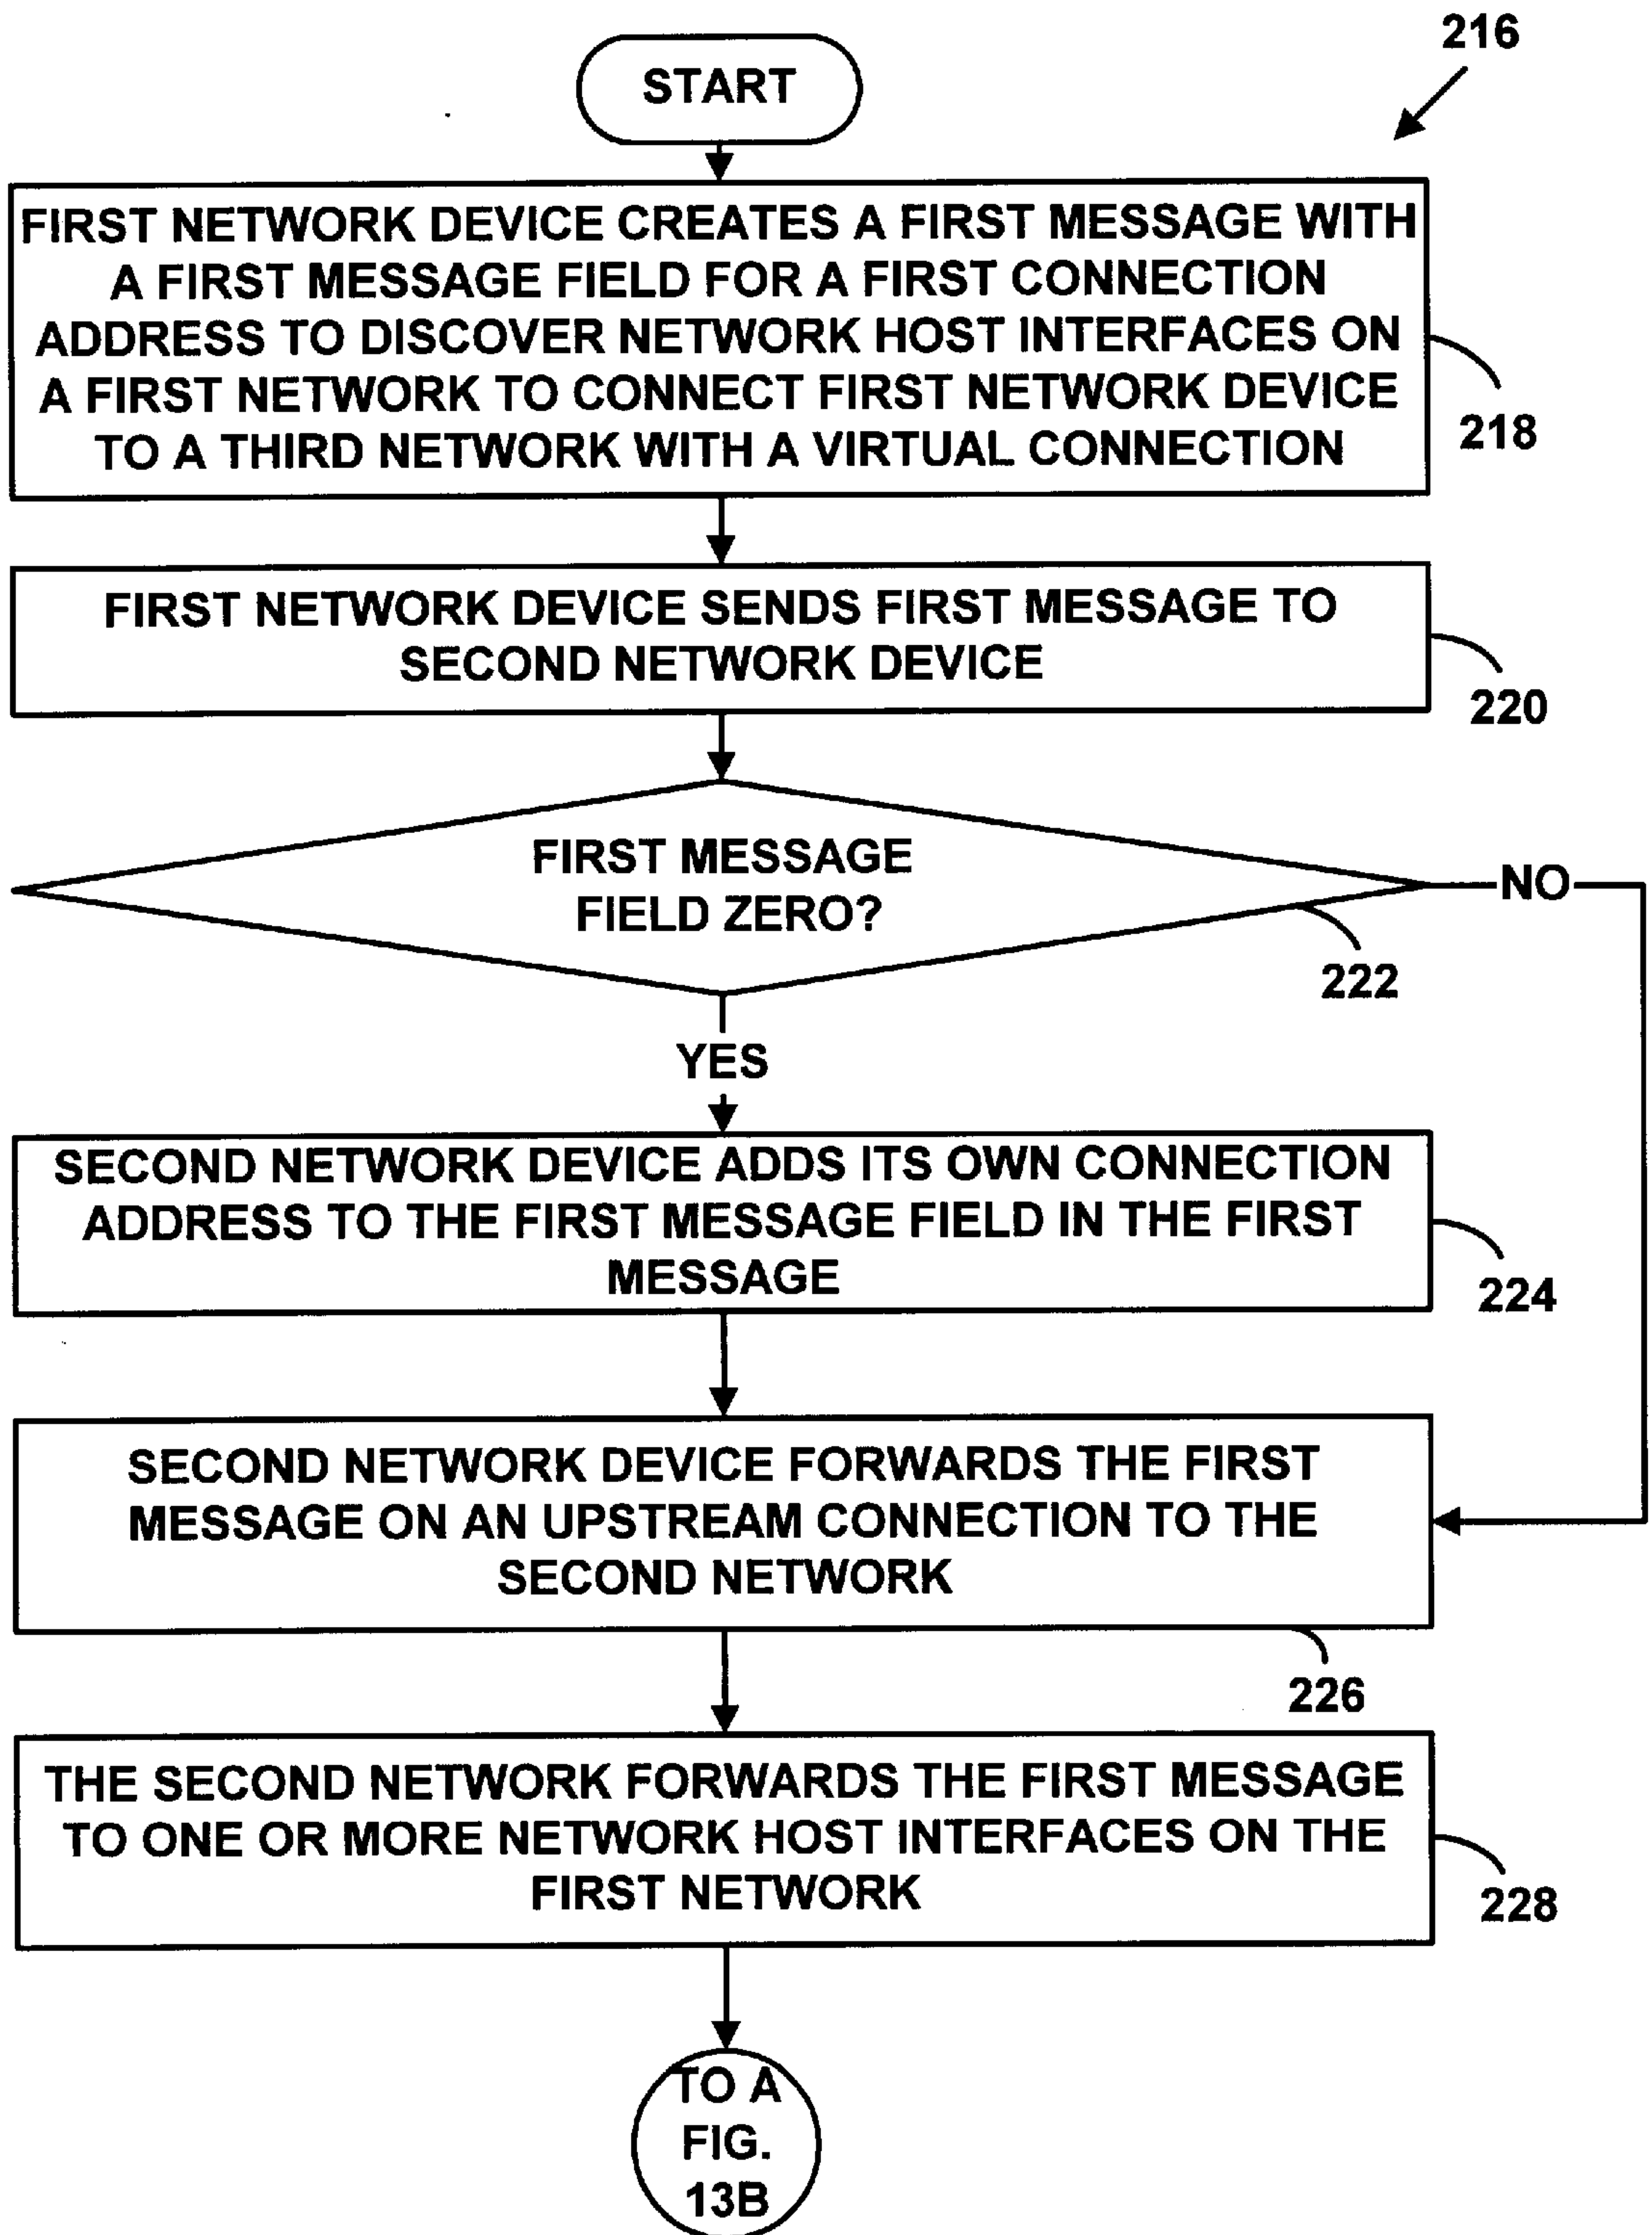 216
START
FIRST NETWORK DEVICE CREATES A FIRST MESSAGE WITH
A FIRST MESSAGE FIELD FOR A FIRST CONNECTION
ADDRESS TO DISCOVER NETWORK HOST INTERFACES ON
A FIRST NETWORK TO CONNECT FIRST NETWORK DEVICE
TO A THIRD NETWORK WITH A VIRTUAL CONNECTION
218
FIRST NETWORK DEVICE SENDS FIRST MESSAGE TO
SECOND NETWORK DEVICE
220
FIRST MESSAGE
FIELD ZERO?
NO
222
YES
SECOND NETWORK DEVICE ADDS ITS OWN CONNECTION
ADDRESS TO THE FIRST MESSAGE FIELD IN THE FIRST
MESSAGE
224
SECOND NETWORK DEVICE FORWARDS THE FIRST
MESSAGE ON AN UPSTREAM CONNECTION TO THE
SECOND NETWORK
226
THE SECOND NETWORK FORWARDS THE FIRST MESSAGE
TO ONE OR MORE NETWORK HOST INTERFACES ON THE
FIRST NETWORK
228
TO A
FIG.
13B